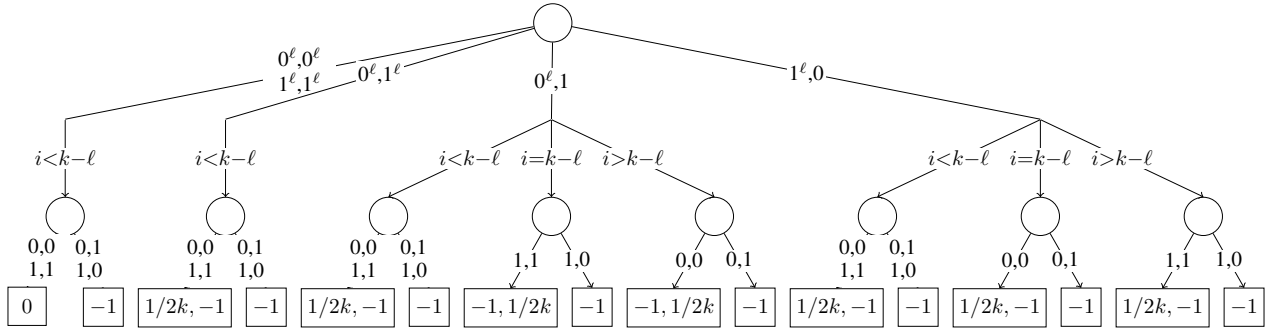 0^ℓ,0^ℓ
1^ℓ,1^ℓ
0^ℓ,1^ℓ
0^ℓ,1
1^ℓ,0
i<k−ℓ i<k−ℓ i<k−ℓ i=k−ℓ i>k−ℓ i<k−ℓ i=k−ℓ i>k−ℓ
0,0 0,1 0,0 0,1 0,0 0,1 0,0 0,1
1,1 1,0 1,1 1,0 1,1 1,0 1,1 1,0 0,0 0,1 1,1 1,0 0,0 0,1 1,1 1,0
0 −1 1/2k, −1 −1 1/2k, −1 −1 −1, 1/2k −1 −1, 1/2k −1 1/2k, −1 −1 1/2k, −1 −1 1/2k, −1 −1